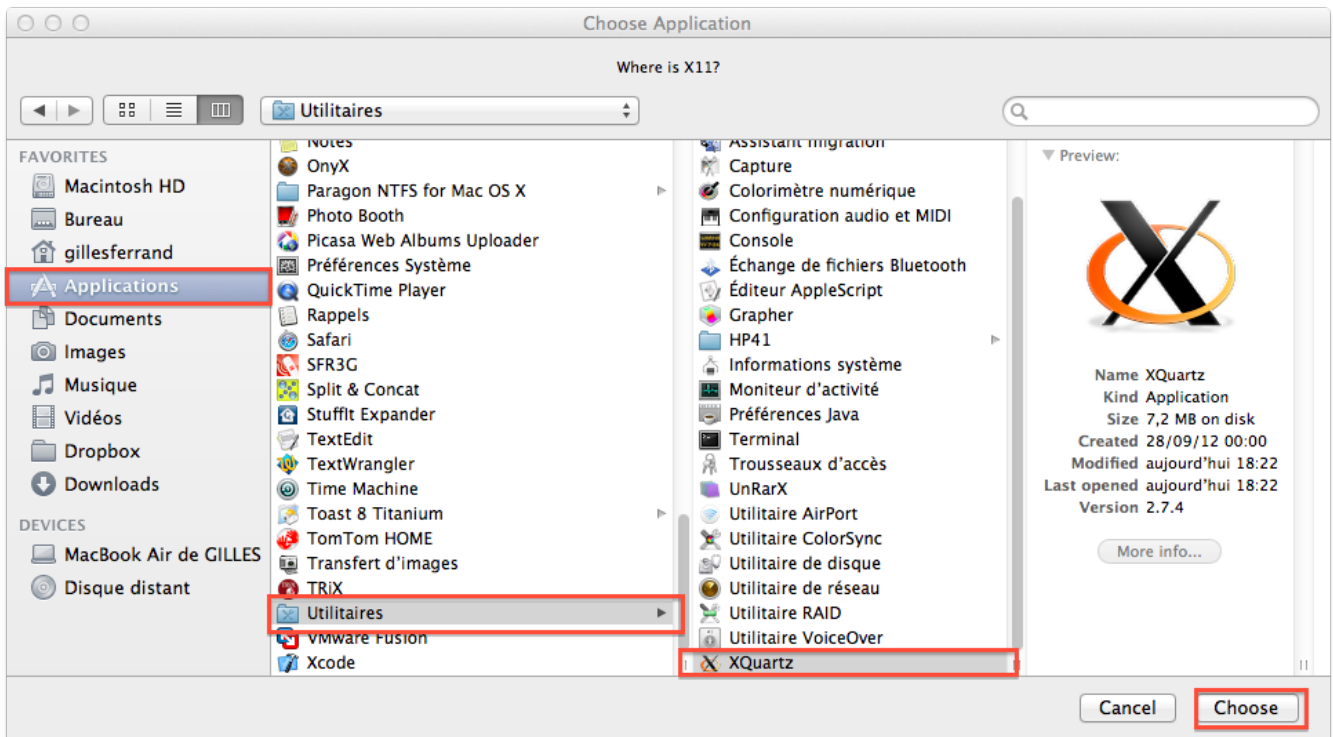 Choose Application
Where is X11?
Utilitaires
FAVORITES
Macintosh HD
Bureau
gillesferrand
Applications
Documents
Images
Musique
Vidéos
Dropbox
Downloads
DEVICES
MacBook Air de GILLES
Disque distant
Notes
OnyX
Paragon NTFS for Mac OS X
Photo Booth
Picasa Web Albums Uploader
Préférences Système
QuickTime Player
Rappels
Safari
SFR3G
Split & Concat
StuffIt Expander
TextEdit
TextWrangler
Time Machine
Toast 8 Titanium
TomTom HOME
Transfert d'images
TRiX
Utilitaires
VMware Fusion
Xcode
Assistant migration
Capture
Colorimètre numérique
Configuration audio et MIDI
Console
Échange de fichiers Bluetooth
Éditeur AppleScript
Grapher
HP41
Informations système
Moniteur d'activité
Préférences Java
Terminal
Trousseaux d'accès
UnRarX
Utilitaire AirPort
Utilitaire ColorSync
Utilitaire de disque
Utilitaire de réseau
Utilitaire RAID
Utilitaire VoiceOver
XQuartz
Preview:
Name XQuartz
Kind Application
Size 7,2 MB on disk
Created 28/09/12 00:00
Modified aujourd'hui 18:22
Last opened aujourd'hui 18:22
Version 2.7.4
More info...
Cancel
Choose